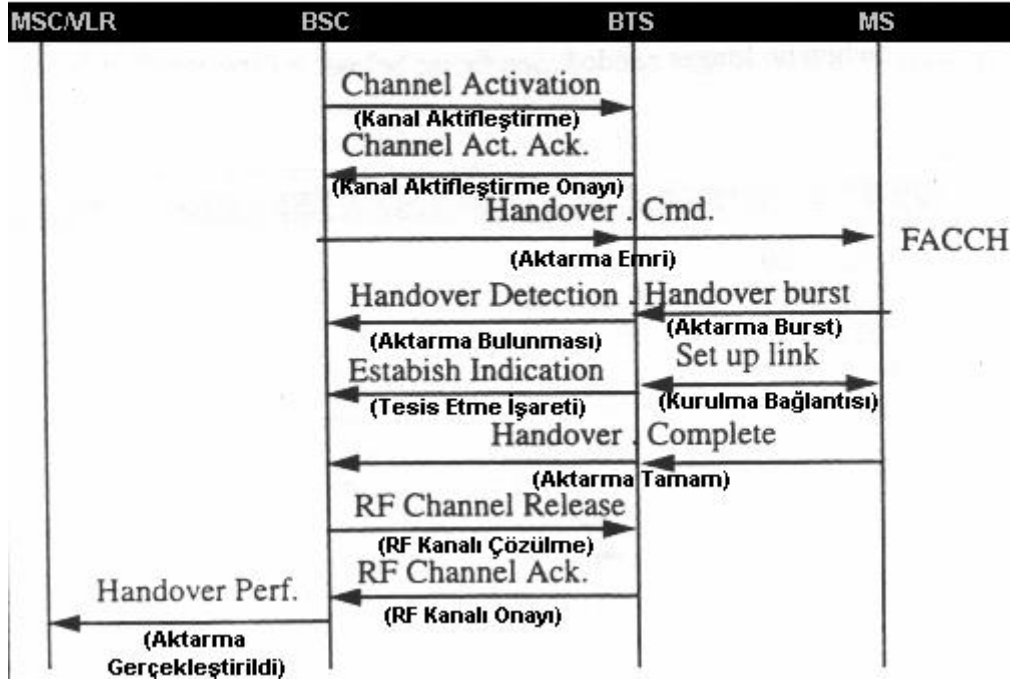 MSC/VLR BSC BTS MS
Channel Activation
(Kanal Aktifleştirme)
Channel Act. Ack.
(Kanal Aktifleştirme Onayı)
Handover . Cmd.
FACCH
(Aktarma Emri)
Handover Detection . Handover burst
(Aktarma Bulunması) (Aktarma Burst)
Estabish Indication Set up link
(Tesis Etme İşareti) (Kurulma Bağlantısı)
Handover . Complete
(Aktarma Tamam)
RF Channel Release
(RF Kanalı Çözülme)
RF Channel Ack.
Handover Perf.
(RF Kanalı Onayı)
(Aktarma
Gerçekleştirildi)